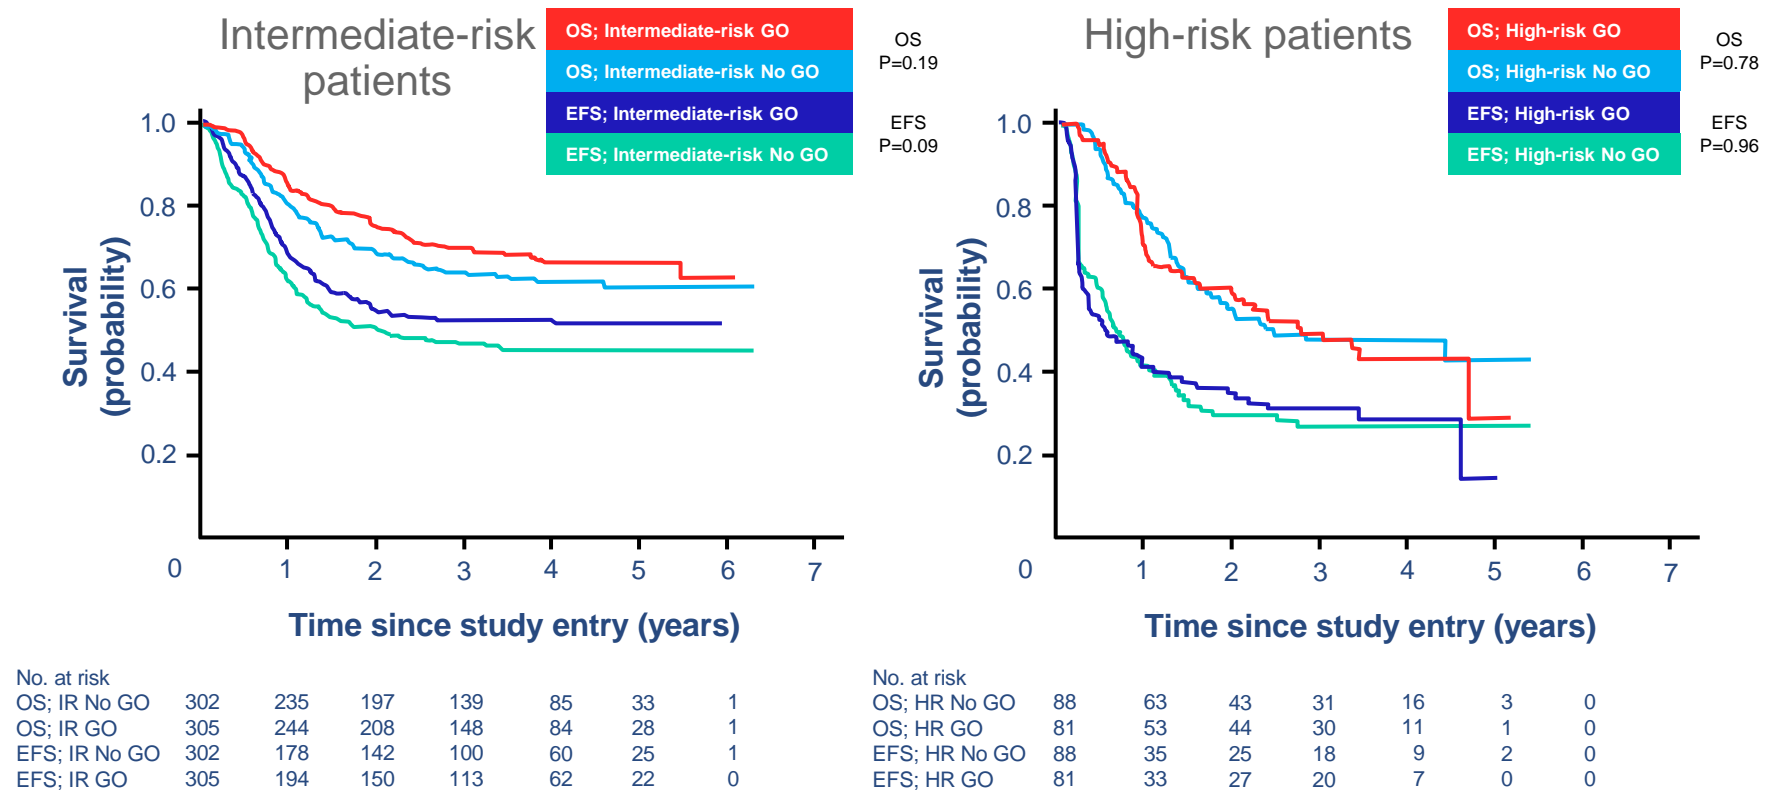 Intermediate-risk
patients
OS; Intermediate-risk GO
OS; Intermediate-risk No GO
EFS; Intermediate-risk GO
EFS; Intermediate-risk No GO
OS
P=0.19
EFS
P=0.09
1.0
0.8
0.6
0.4
0.2
Survival
(probability)
0 1 2 3 4 5 6 7
Time since study entry (years)
No. at risk
OS; IR No GO 302 235 197 139 85 33 1
OS; IR GO 305 244 208 148 84 28 1
EFS; IR No GO 302 178 142 100 60 25 1
EFS; IR GO 305 194 150 113 62 22 0
High-risk patients
OS; High-risk GO
OS; High-risk No GO
EFS; High-risk GO
EFS; High-risk No GO
OS
P=0.78
EFS
P=0.96
1.0
0.8
0.6
0.4
0.2
Survival
(probability)
0 1 2 3 4 5 6 7
Time since study entry (years)
No. at risk
OS; HR No GO 88 63 43 31 16 3 0
OS; HR GO 81 53 44 30 11 1 0
EFS; HR No GO 88 35 25 18 9 2 0
EFS; HR GO 81 33 27 20 7 0 0